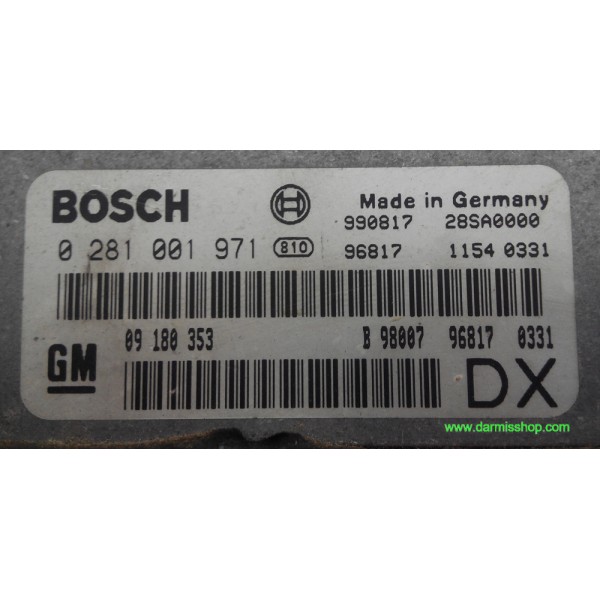 BOSCH Made in Germany
990817 28SA0000
0 281 001 971 810 96817 1154 0331
09 180 353 B 98007 96817 0331
GM DX
www.darmisshop.com